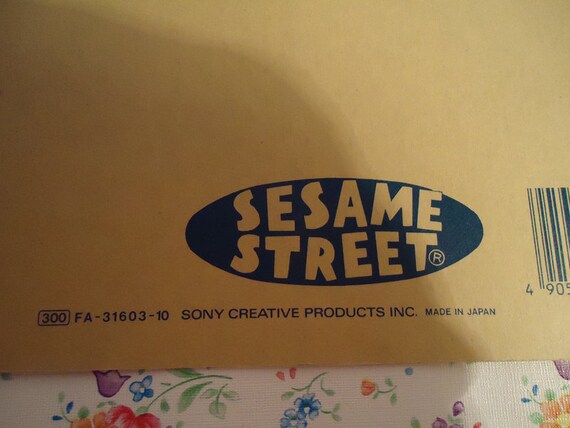 SESAME
STREET®
300 FA-31603-10 SONY CREATIVE PRODUCTS INC. MADE IN JAPAN
4 905